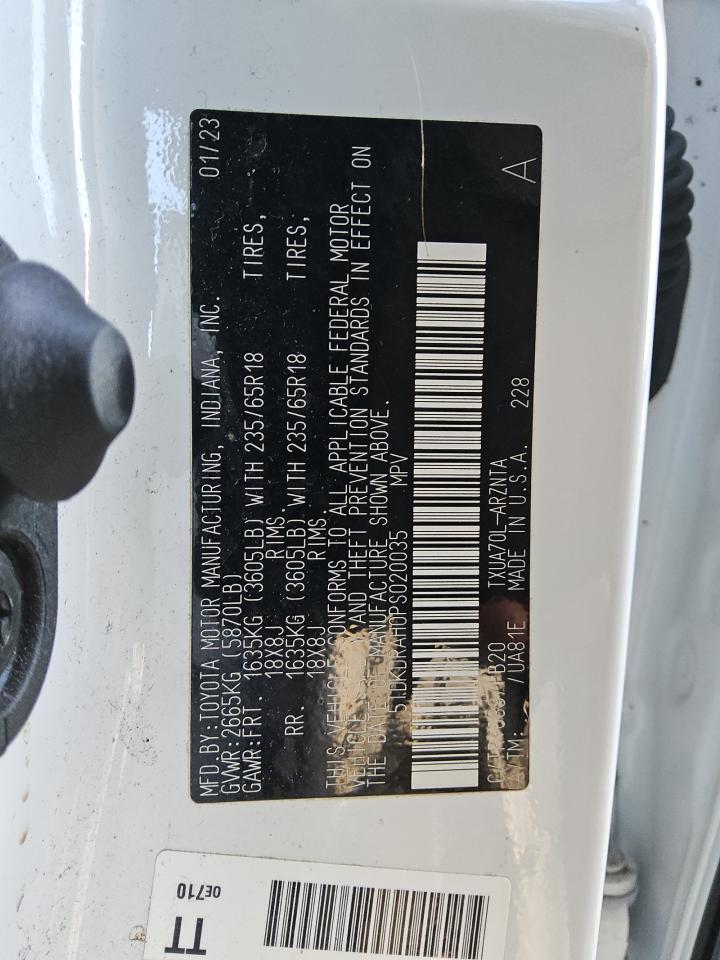 MFD.BY:TOYOTA MOTOR MANUFACTURING, INDIANA, INC. 01/23
GVWR:2665KG (5870LB)
GAWR:FRT. 1635KG (3605LB) WITH 235/65R18 TIRES,
18X8J RIMS
RR. 1635KG (3605LB) WITH 235/65R18 TIRES,
18X8J RIMS
THIS VEHICLE CONFORMS TO ALL APPLICABLE FEDERAL MOTOR
VEHICLE AND THEFT PREVENTION STANDARDS IN EFFECT ON
THE DATE OF MANUFACTURE SHOWN ABOVE.
MPV
TXUA70L-ARZNTA
/UA81E MADE IN U.S.A. 228
A
TT
0E710